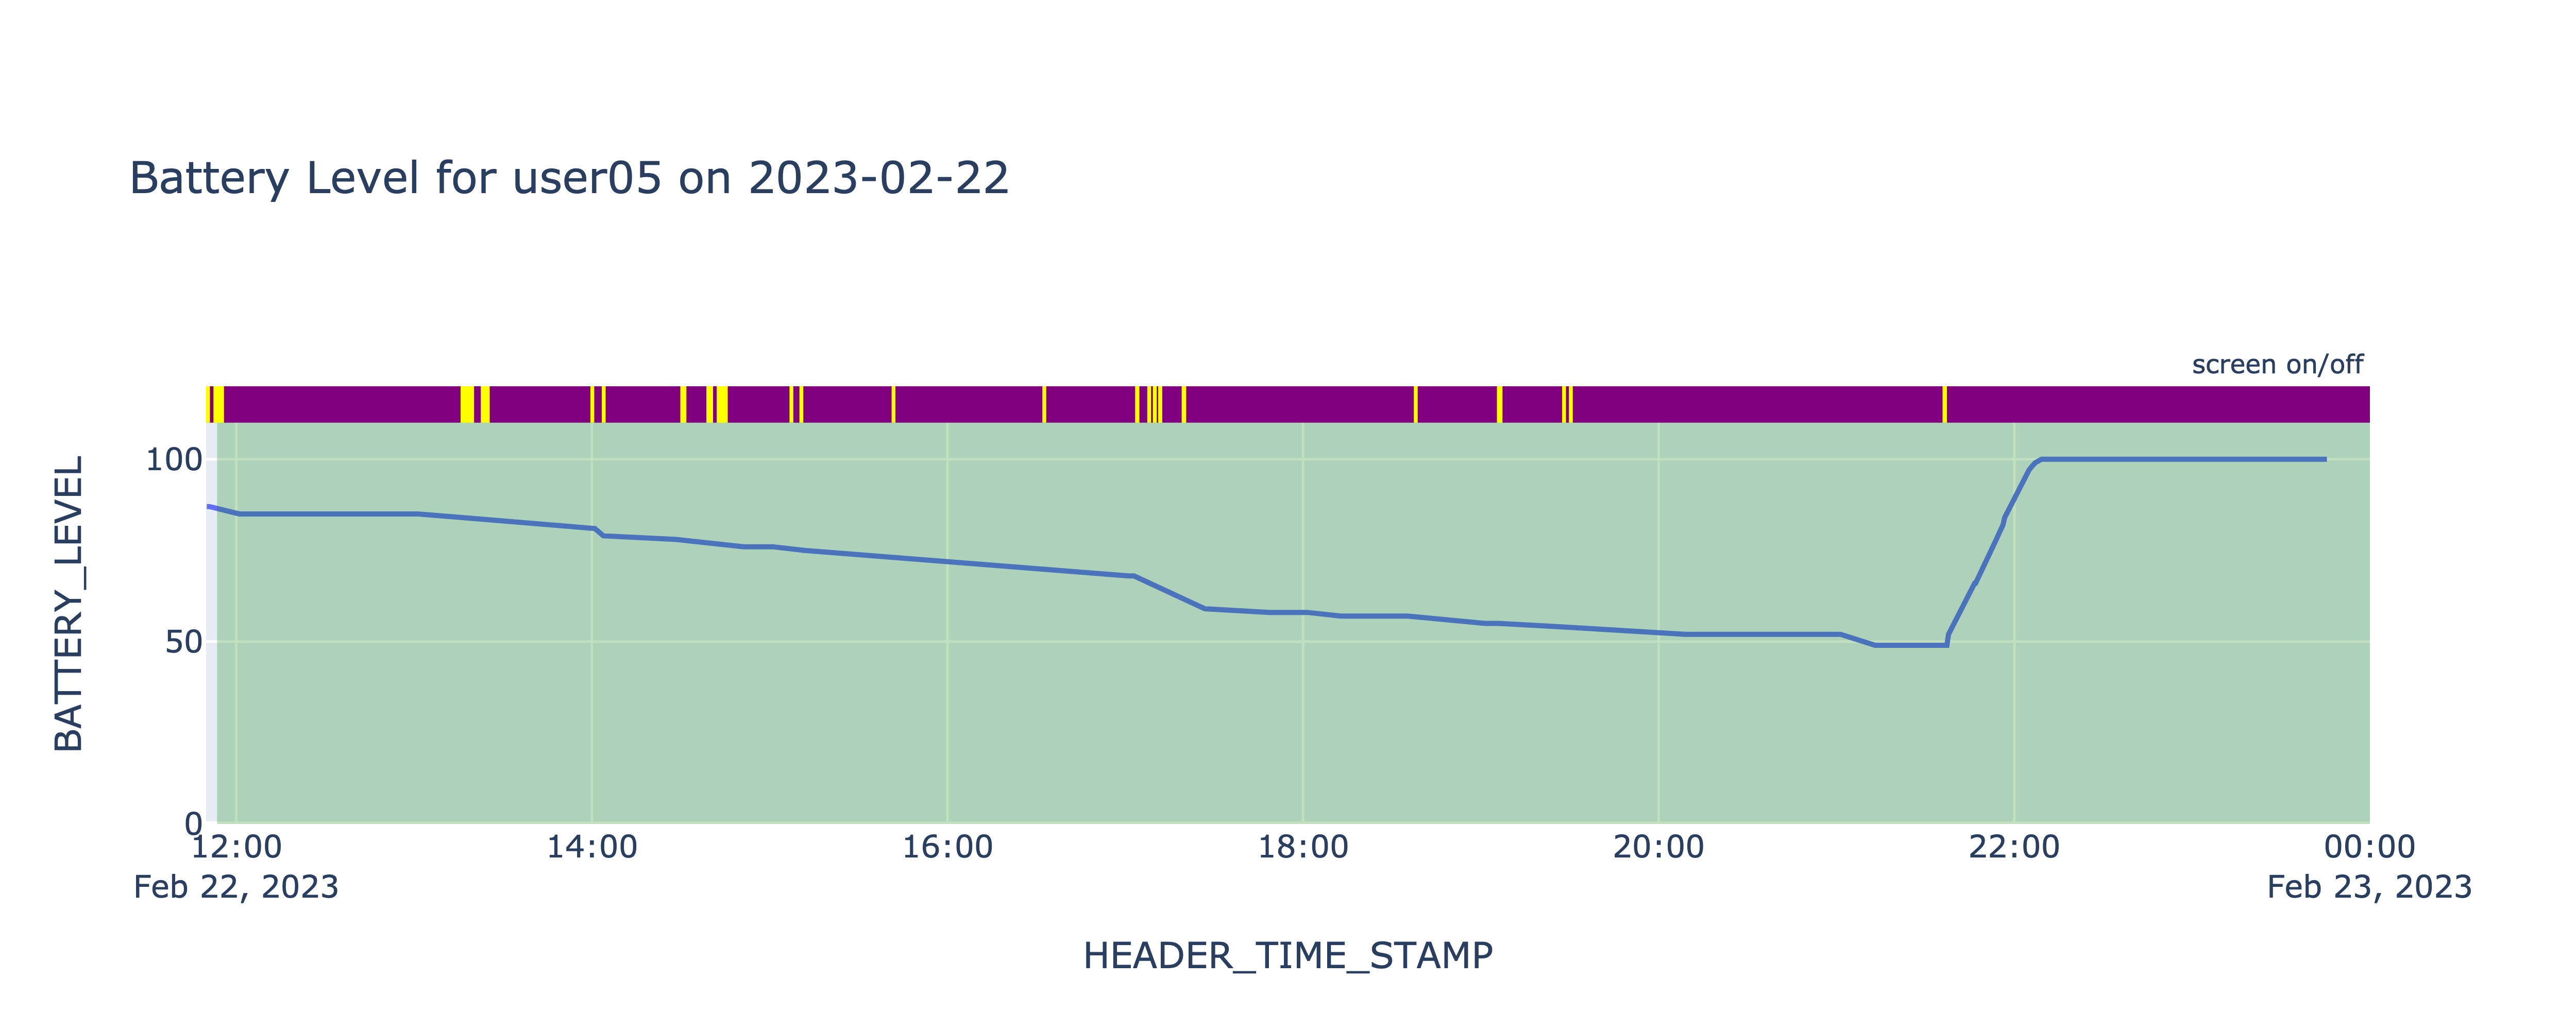 Battery Level for user05 on 2023-02-22
screen on/off
BATTERY_LEVEL
100
50
0
12:00 14:00 16:00 18:00 20:00 22:00 00:00
Feb 22, 2023 Feb 23, 2023
HEADER_TIME_STAMP